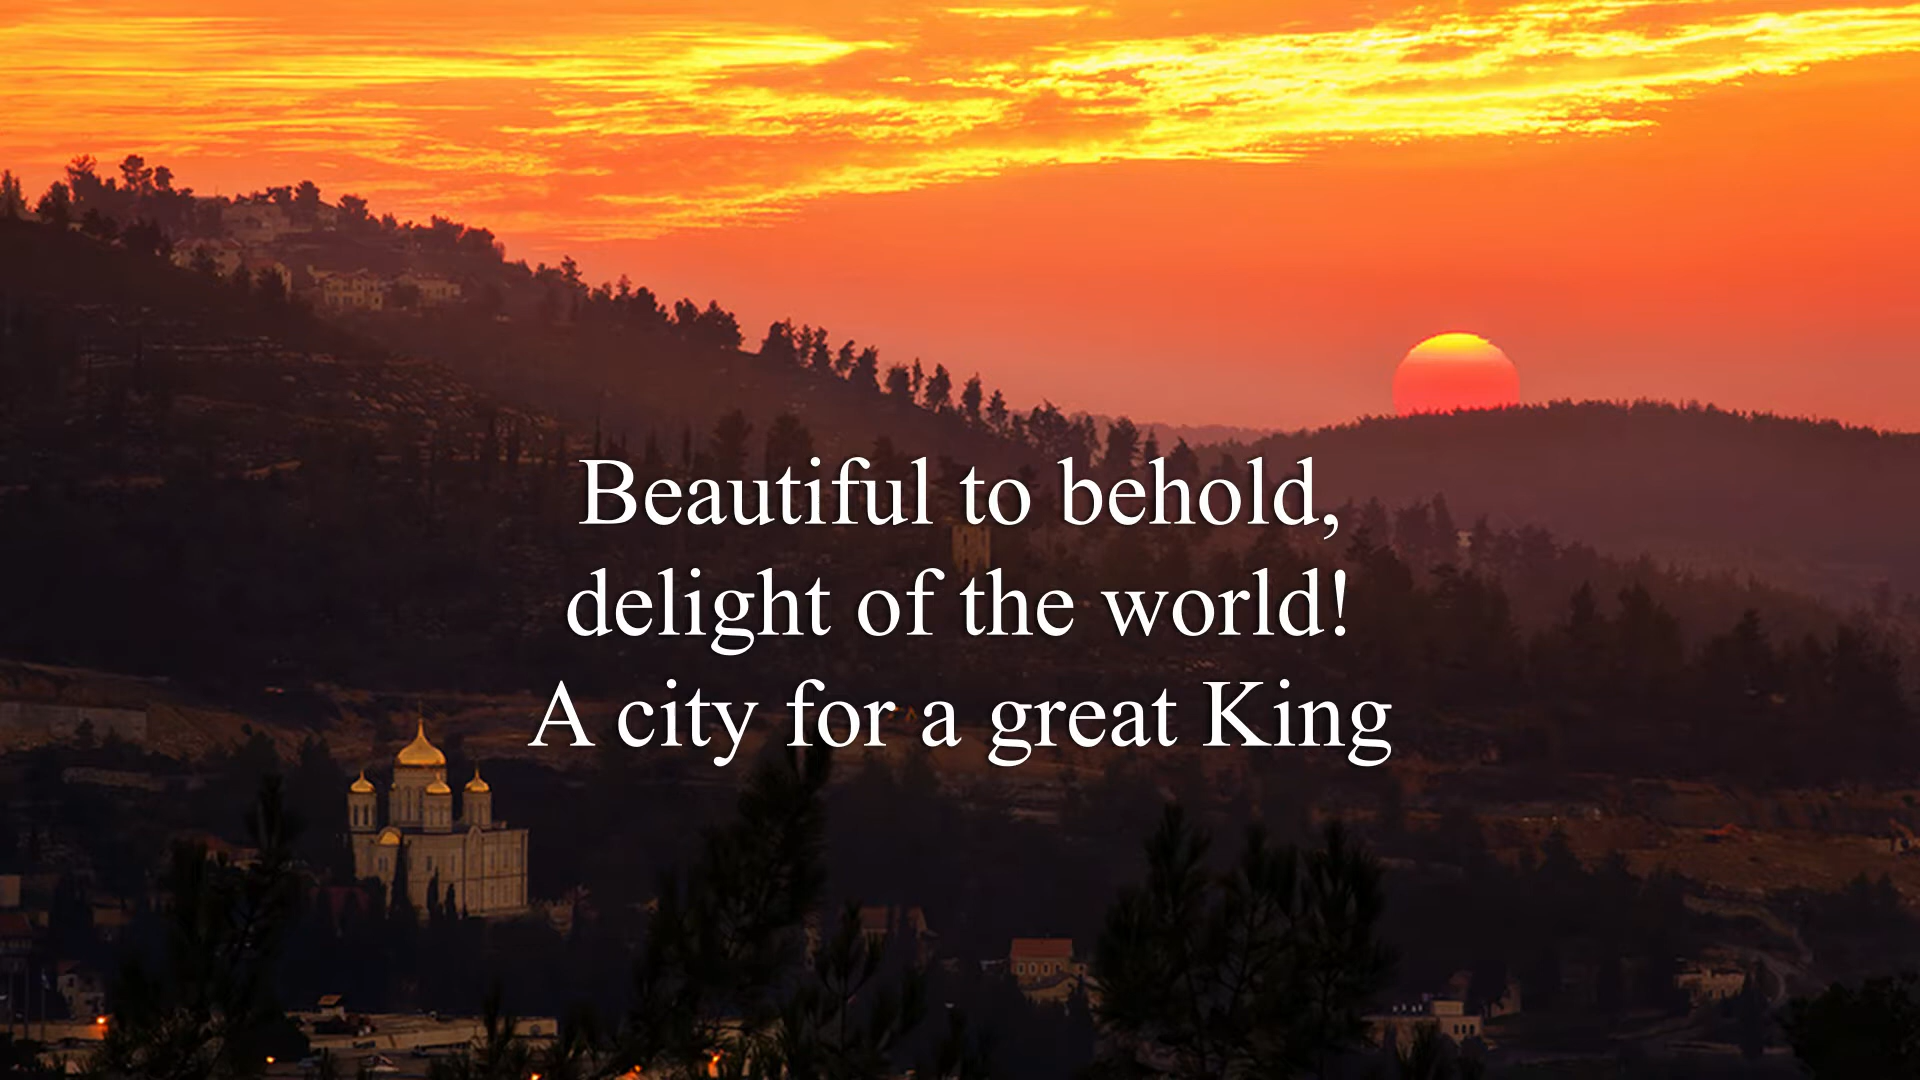 Beautiful to behold,
delight of the world!
A city for a great King